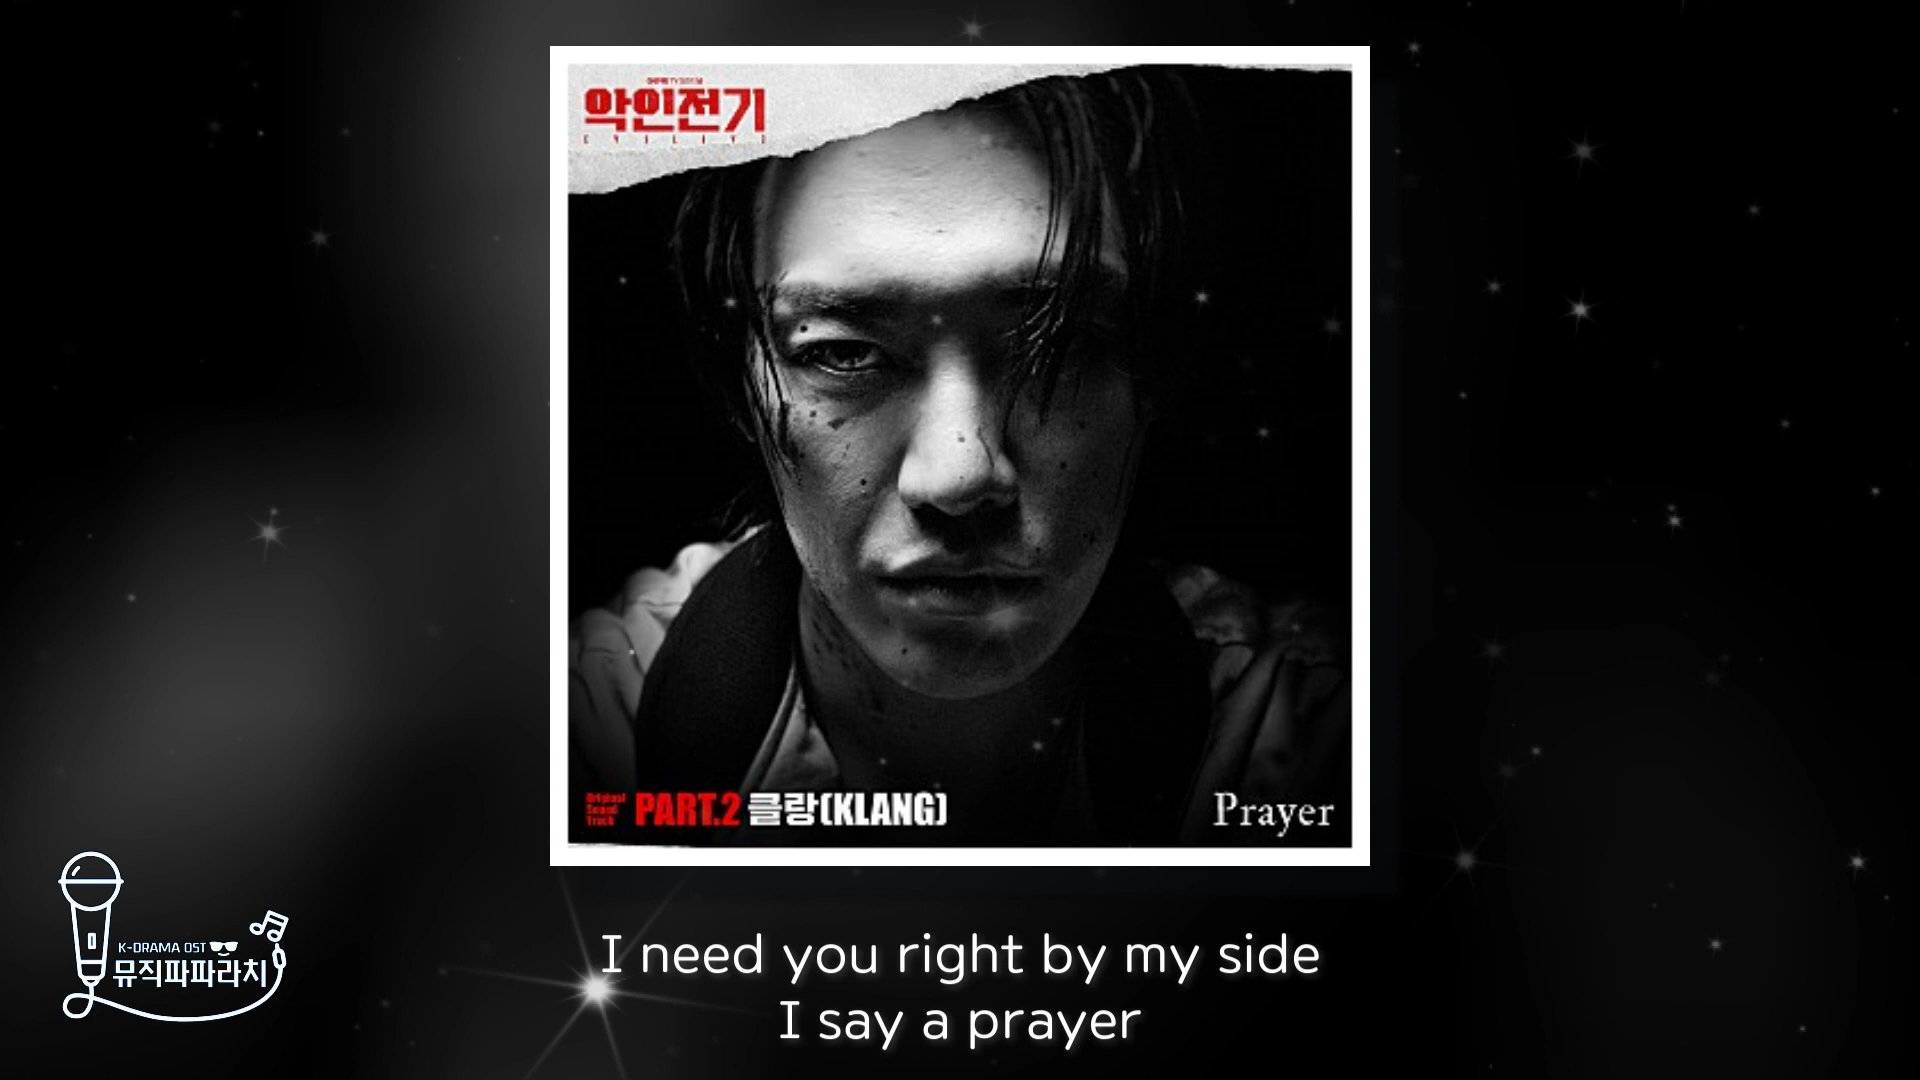 악인전기
EVILIVE
Original
Sound
Track
PART.2 클랑(KLANG)
Prayer
K-DRAMA OST
뮤직파파라치
I need you right by my side
I say a prayer